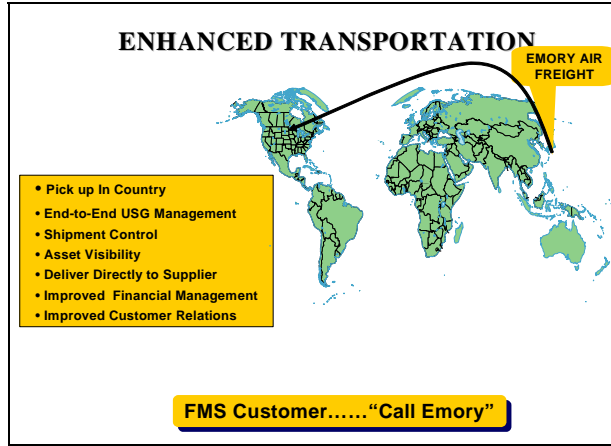 ENHANCED TRANSPORTATION
EMORY AIR
FREIGHT
• Pick up In Country
• End-to-End USG Management
• Shipment Control
• Asset Visibility
• Deliver Directly to Supplier
• Improved Financial Management
• Improved Customer Relations
FMS Customer......“Call Emory”